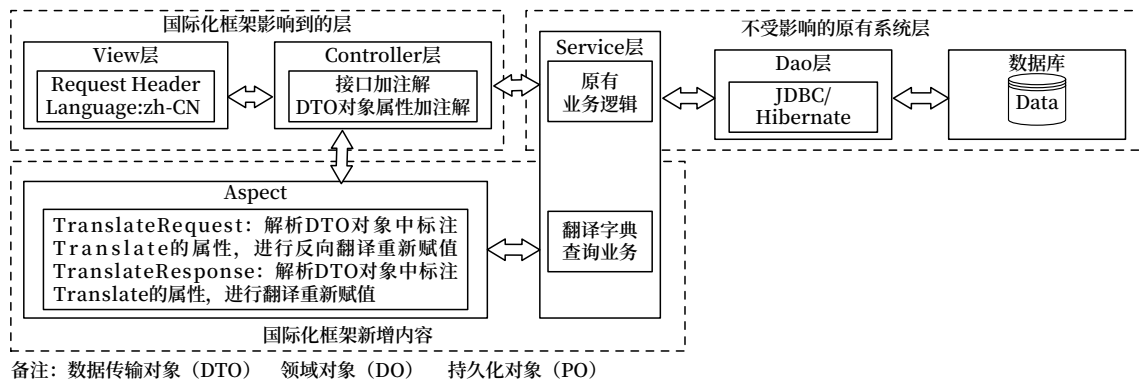 国际化框架影响到的层
不受影响的原有系统层
View层
Request Header
Language:zh-CN
Controller层
接口加注解
DTO对象属性加注解
Service层
原有
业务逻辑
Dao层
JDBC/
Hibernate
数据库
Data
Aspect
TranslateRequest：解析DTO对象中标注
Translate的属性，进行反向翻译重新赋值
TranslateResponse：解析DTO对象中标注
Translate的属性，进行翻译重新赋值
翻译字典
查询业务
国际化框架新增内容
备注：数据传输对象（DTO） 领域对象（DO） 持久化对象（PO）